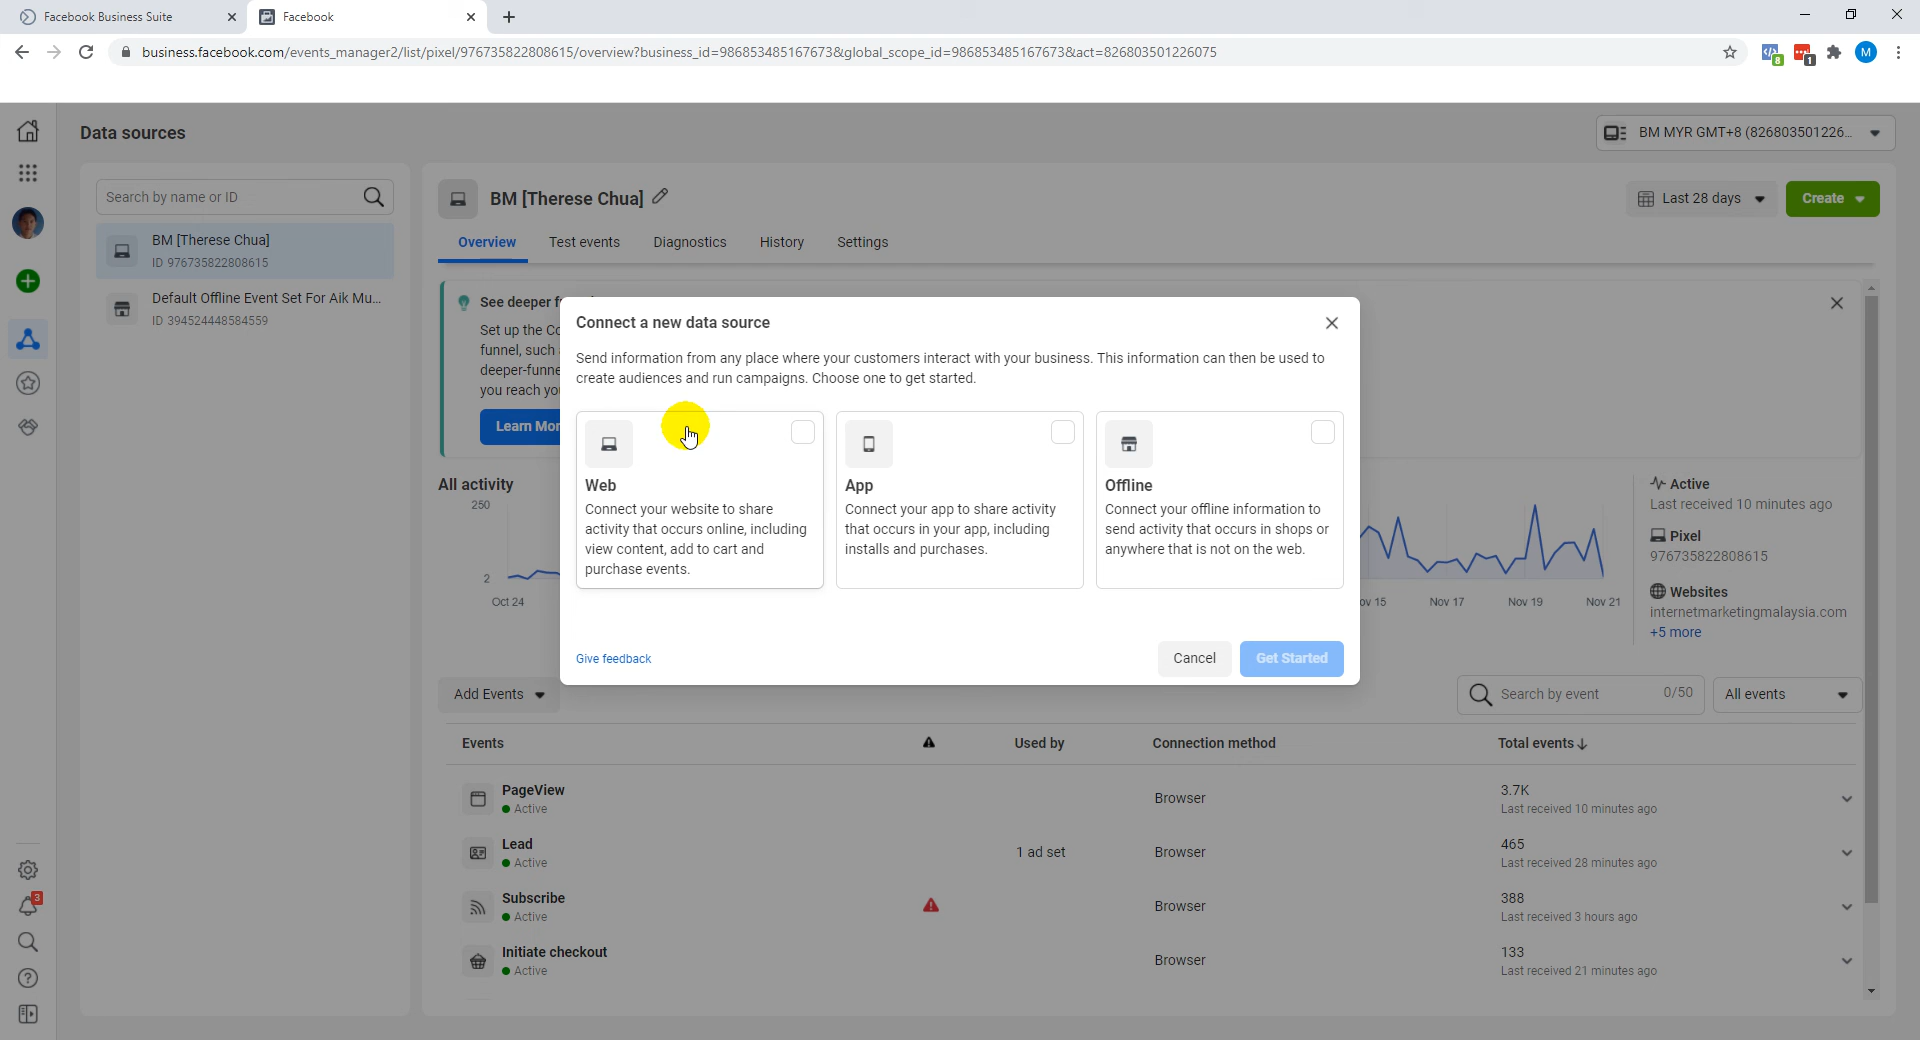 Facebook Business Suite
Facebook
business.facebook.com/events_manager2/list/pixel/976735822808615/overview?business_id=986853485167673&global_scope_id=986853485167673&act=826803501226075
8
1
M
Data sources
BM MYR GMT+8 (826803501226...
Search by name or ID
BM [Therese Chua]
ID 976735822808615
Default Offline Event Set For Aik Mu...
ID 394524448584559
BM [Therese Chua]
Last 28 days
Create
Overview
Test events
Diagnostics
History
Settings
See deeper
Set up the
funnel, such
deeper-funne
you reach
Learn Mor
Connect a new data source
Send information from any place where your customers interact with your business. This information can then be used to
create audiences and run campaigns. Choose one to get started.
Web
Connect your website to share
activity that occurs online, including
view content, add to cart and
purchase events.
App
Connect your app to share activity
that occurs in your app, including
installs and purchases.
Offline
Connect your offline information to
send activity that occurs in shops or
anywhere that is not on the web.
Give feedback
Cancel
Get Started
All activity
250
2
Oct 24
ov 15
Nov 17
Nov 19
Nov 21
Active
Last received 10 minutes ago
Pixel
976735822808615
Websites
internetmarketingmalaysia.com
+5 more
Add Events
Search by event
0/50
All events
Events
Used by
Connection method
Total events
PageView
Active
Browser
3.7K
Last received 10 minutes ago
Lead
Active
1 ad set
Browser
465
Last received 28 minutes ago
Subscribe
Active
Browser
388
Last received 3 hours ago
Initiate checkout
Active
Browser
133
Last received 21 minutes ago
3